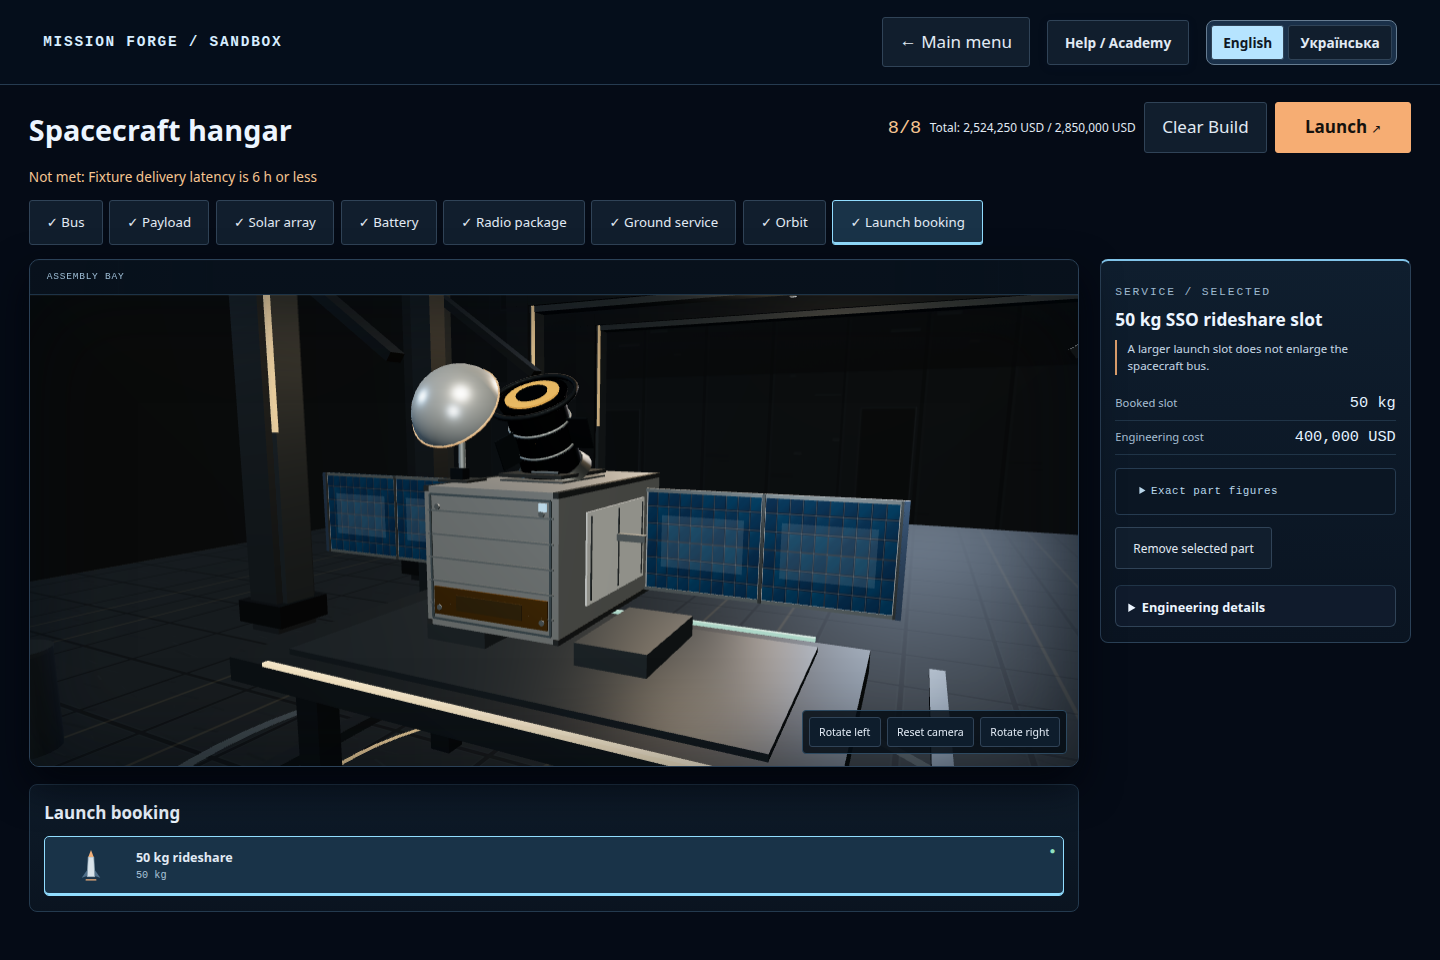 MISSION FORGE / SANDBOX
← Main menu
Help / Academy
English
Українська
Spacecraft hangar
8/8
Total: 2,524,250 USD / 2,850,000 USD
Clear Build
Launch ↗
Not met: Fixture delivery latency is 6 h or less
✓ Bus
✓ Payload
✓ Solar array
✓ Battery
✓ Radio package
✓ Ground service
✓ Orbit
✓ Launch booking
ASSEMBLY BAY
Rotate left
Reset camera
Rotate right
SERVICE / SELECTED
50 kg SSO rideshare slot
A larger launch slot does not enlarge the
spacecraft bus.
Booked slot
50 kg
Engineering cost
400,000 USD
▶ Exact part figures
Remove selected part
▶ Engineering details
Launch booking
50 kg rideshare
50 kg